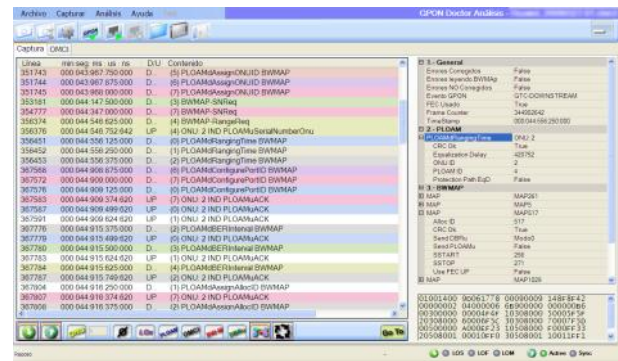 Archivo Capturar Análisis Ayuda
GPON Doctor Análisis
Captura OMCI
Línea min:seg ms us ns D/U Contenido
351743 000:043:967:750:000 D... (5) PLOAMdAssignONUID BWMAP
351744 000:043:967:875:000 D... (6) PLOAMdAssignONUID BWMAP
351745 000:043:968:000:000 D... (7) PLOAMdAssignONUID BWMAP
353181 000:044:147:500:000 D... (3) BWMAP-SNReq
354777 000:044:347:000:000 D... (5) BWMAP-SNReq
356374 000:044:546:625:000 D... (4) BWMAP-RangeReq
356376 000:044:546:752:642 UP (4) ONU: 2 IND PLOAMuSerialNumberOnu
356451 000:044:556:125:000 D... (0) PLOAMdRangingTime BWMAP
356452 000:044:556:250:000 D... (1) PLOAMdRangingTime BWMAP
356453 000:044:556:375:000 D... (2) PLOAMdRangingTime BWMAP
367568 000:044:908:875:000 D... (6) PLOAMdConfigurePortID BWMAP
367572 000:044:909:000:000 D... (7) PLOAMdConfigurePortID BWMAP
367576 000:044:909:125:000 D... (0) PLOAMdConfigurePortID BWMAP
367583 000:044:909:374:620 UP (7) ONU: 2 IND PLOAMuACK
367587 000:044:909:499:620 UP (0) ONU: 2 IND PLOAMuACK
367591 000:044:909:624:620 UP (1) ONU: 2 IND PLOAMuACK
367776 000:044:915:375:000 D... (2) PLOAMdBERInterval BWMAP
367779 000:044:915:499:620 UP (0) ONU: 2 IND PLOAMuACK
367780 000:044:915:500:000 D... (3) PLOAMdBERInterval BWMAP
367783 000:044:915:624:620 UP (1) ONU: 2 IND PLOAMuACK
367784 000:044:915:625:000 D... (4) PLOAMdBERInterval BWMAP
367787 000:044:915:749:620 UP (2) ONU: 2 IND PLOAMuACK
367804 000:044:916:250:000 D... (1) PLOAMdAssignAllocID BWMAP
367807 000:044:916:374:620 UP (7) ONU: 2 IND PLOAMuACK
367808 000:044:916:375:000 D... (2) PLOAMdAssignAllocID BWMAP
1.- General
Errores Corregidos False
Errores leyendo BWMap False
Errores NO Corregidos False
Evento GPON GTC-DOWNSTREAM
FEC Usado True
Frame Counter
TimeStamp 000:044:556:250:000
2.- PLOAM
PLOAMdRangingTime ONU: 2
CRC Ok True
Equalization Delay
ONU ID 2
PLOAM ID 4
Protection Path EqD False
3.- BWMAP
MAP MAP261
MAP MAP5
MAP MAP517
Alloc ID 517
CRC Ok True
Send DBRu Modo0
Send PLOAMu False
SSTART 256
SSTOP 271
Use FEC UP False
MAP MAP1029
Go To
LOS LOF LOM Active Sync